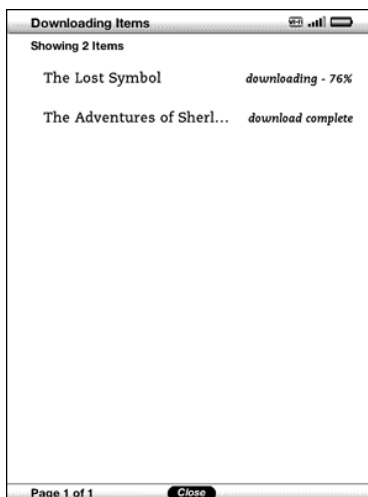 Downloading Items
Showing 2 Items
The Lost Symbol downloading - 76%
The Adventures of Sherl... download complete
Page 1 of 1 Close